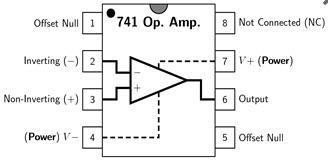 741 Op. Amp.
Offset Null 1
8 Not Connected (NC)
Inverting (−) 2
7 V+ (Power)
Non-Inverting (+) 3
6 Output
(Power) V− 4
5 Offset Null
−
+